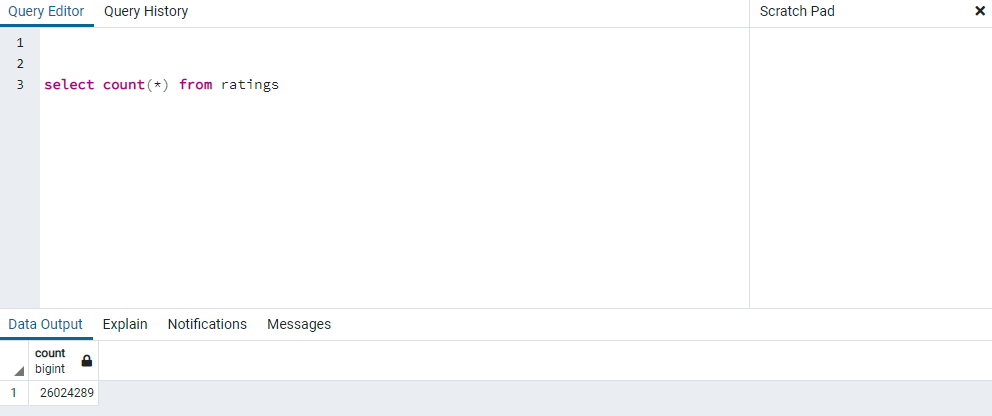 Query Editor Query History Scratch Pad ×
1
2
3 select count(*) from ratings
Data Output Explain Notifications Messages
count
bigint
1 26024289